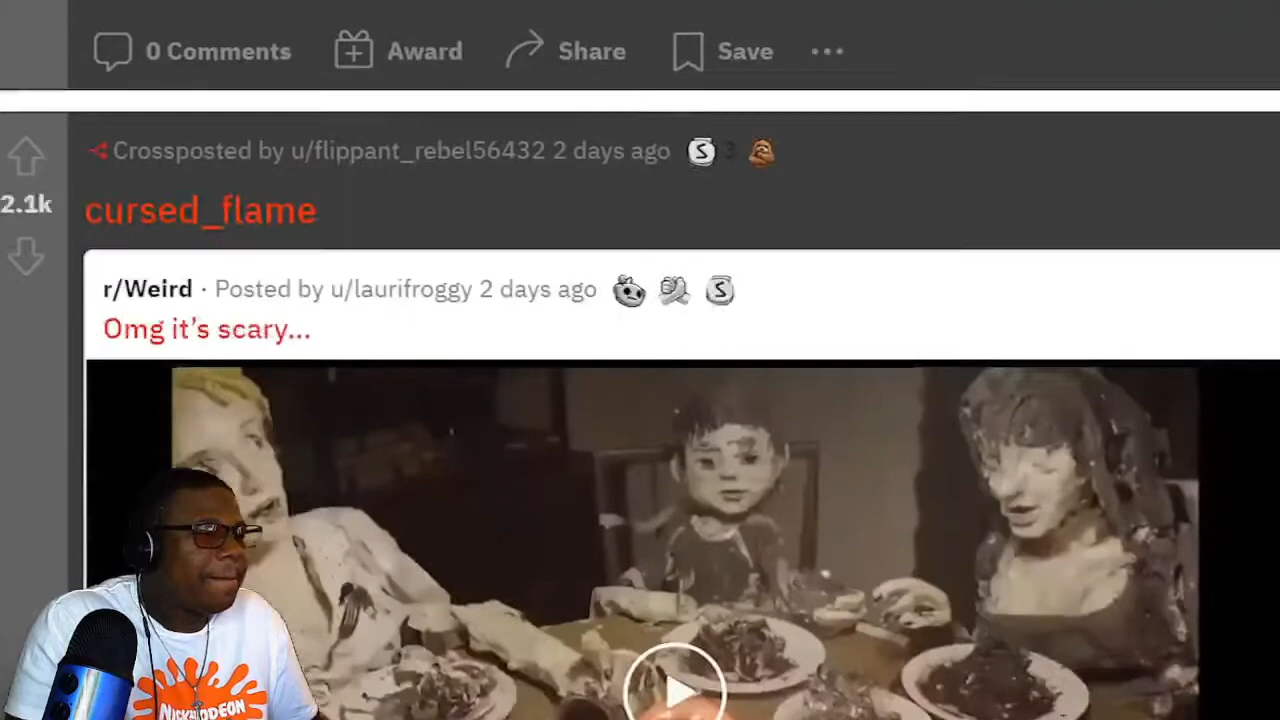 0 Comments Award Share Save
Crossposted by u/flippant_rebel56432 2 days ago S 3
2.1k
cursed_flame
r/Weird · Posted by u/laurifroggy 2 days ago S
Omg it's scary...
NICKELODEON